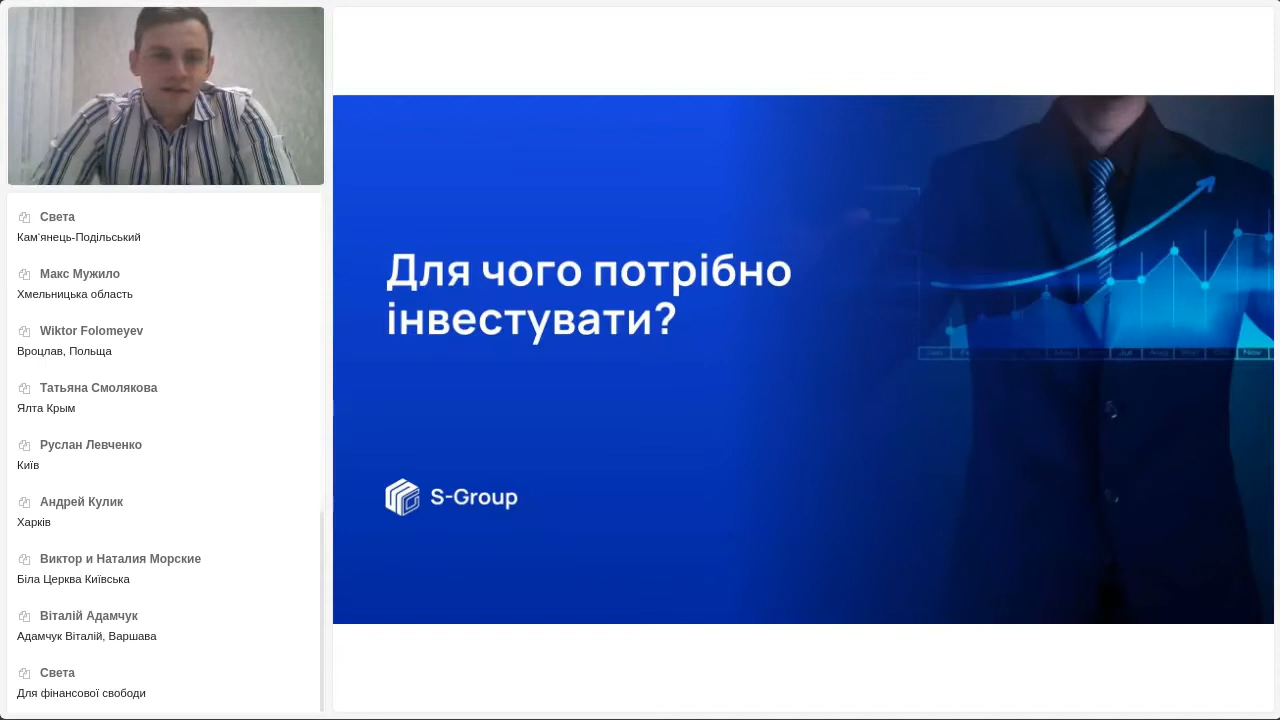 Света
Кам'янець-Подільський
Макс Мужило
Хмельницька область
Wiktor Folomeyev
Вроцлав, Польща
Татьяна Смолякова
Ялта Крым
Руслан Левченко
Київ
Андрей Кулик
Харків
Виктор и Наталия Морские
Біла Церква Київська
Віталій Адамчук
Адамчук Віталій, Варшава
Света
Для фінансової свободи
Для чого потрібно
інвестувати?
S-Group